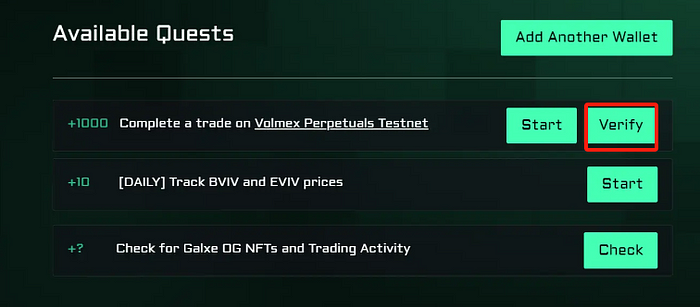 Available Quests
Add Another Wallet
+1000 Complete a trade on Volmex Perpetuals Testnet Start Verify
+10 [DAILY] Track BVIV and EVIV prices Start
+? Check for Galxe OG NFTs and Trading Activity Check